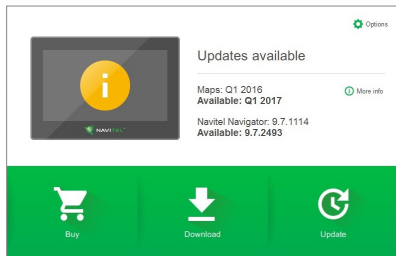 Options
Updates available
Maps: Q1 2016
Available: Q1 2017
More info
Navitel Navigator: 9.7.1114
Available: 9.7.2493
NAVITEL
Buy
Download
Update